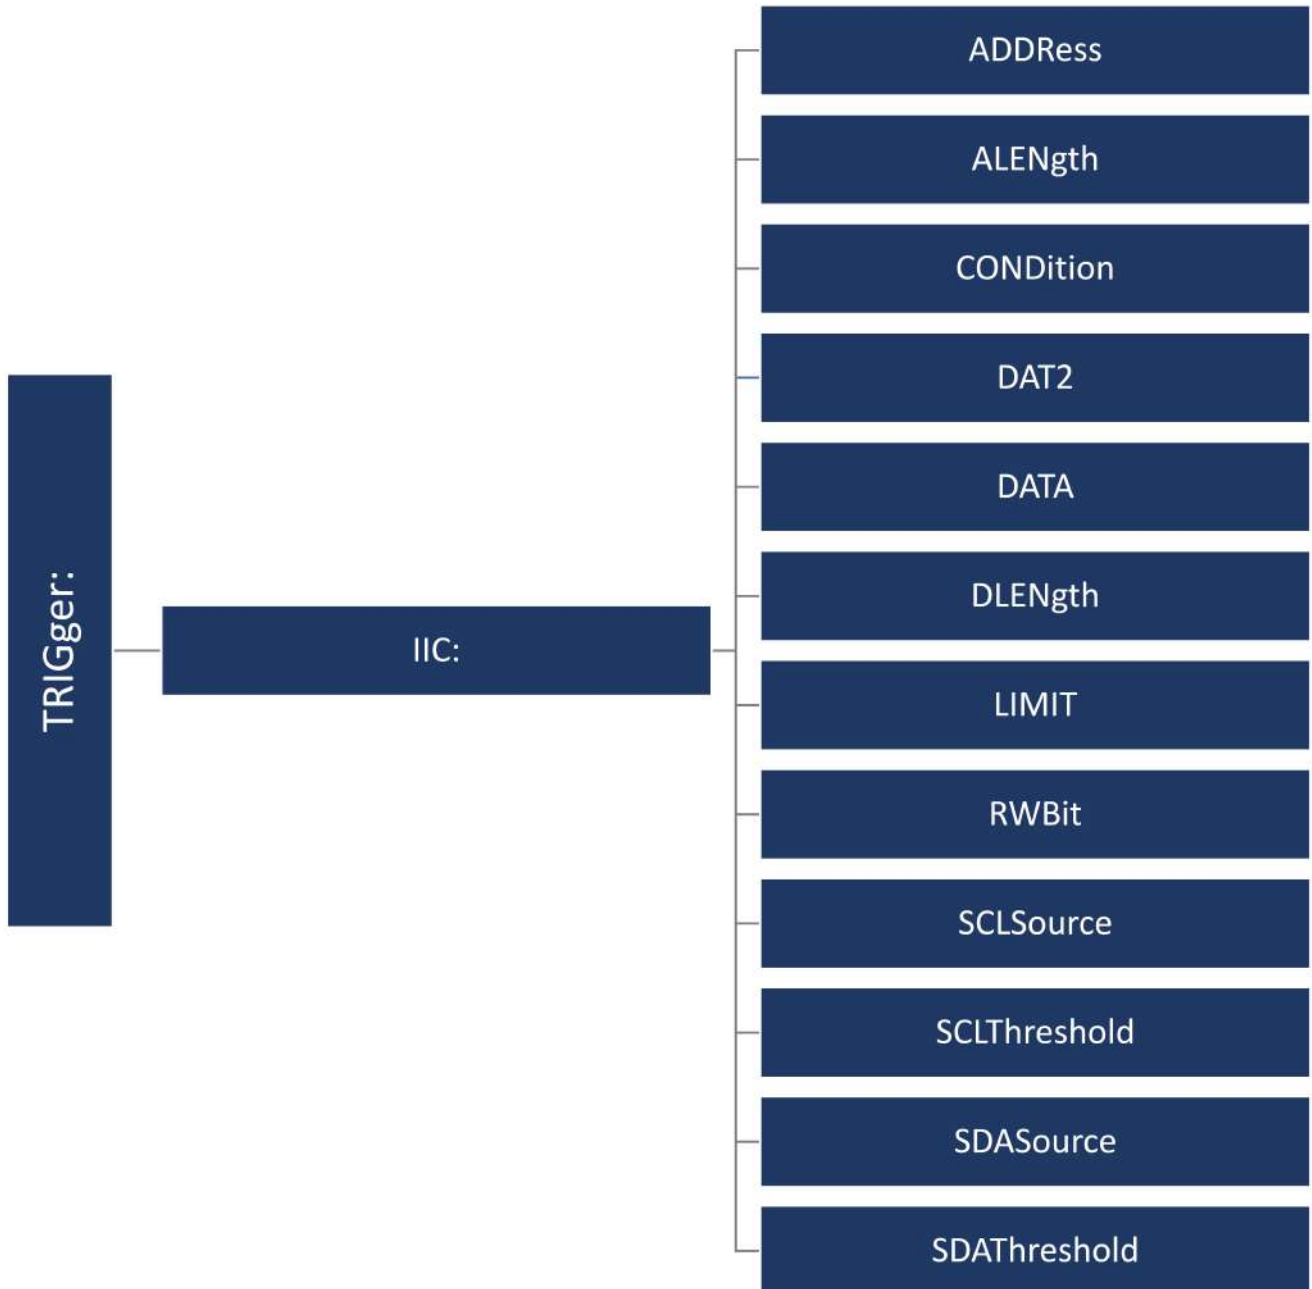 TRIGger:
IIC:
ADDRess
ALENgth
CONDition
DAT2
DATA
DLENgth
LIMIT
RWBit
SCLSource
SCLThreshold
SDASource
SDAThreshold